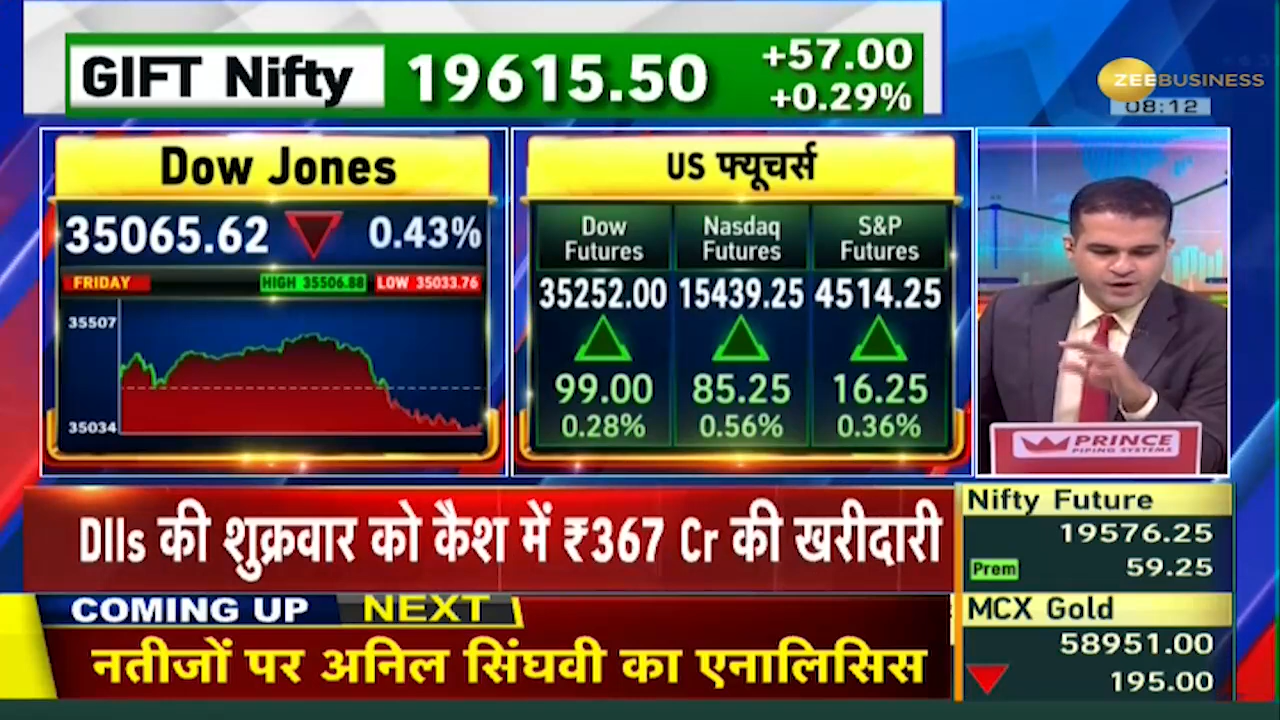 GIFT Nifty
19615.50
+57.00
+0.29%
ZEEBUSINESS
08:12
Dow Jones
35065.62 0.43%
FRIDAY HIGH 35506.88 LOW 35033.76
35507
35034
US फ्यूचर्स
Dow Futures
Nasdaq Futures
S&P Futures
35252.00 15439.25 4514.25
99.00 85.25 16.25
0.28% 0.56% 0.36%
PRINCE
PIPING SYSTEMS
DIIs की शुक्रवार को कैश में ₹367 Cr की खरीदारी
COMING UP NEXT
नतीजों पर अनिल सिंघवी का एनालिसिस
Nifty Future
19576.25
Prem 59.25
MCX Gold
58951.00
195.00